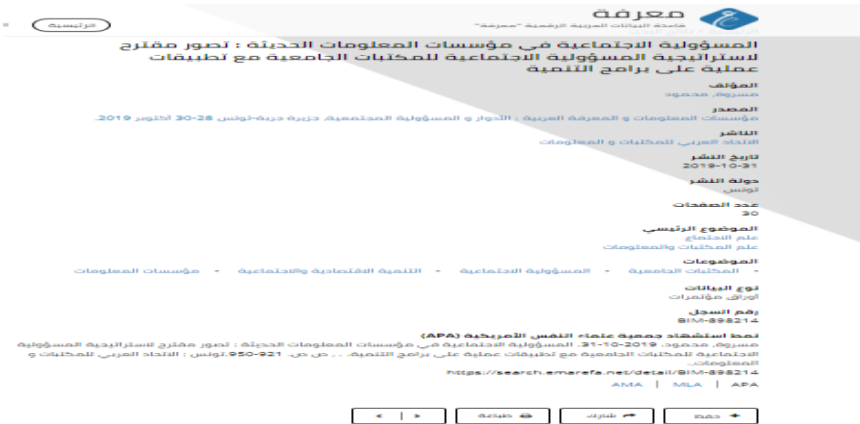 معرفة
قاعدة البيانات العربية الرقمية "معرفة"
الرئيسية
المسؤولية الاجتماعية في مؤسسات المعلومات الحديثة : تصور مقترح
لاستراتيجية المسؤولية الاجتماعية للمكتبات الجامعية مع تطبيقات
عملية على برامج التنمية
المؤلف
مسروة، محمود
المصدر
مؤسسات المعلومات و المعرفة العربية : الأدوار و المسؤولية المجتمعية، جزيرة جربة-تونس 28-30 أكتوبر 2019.
الناشر
الاتحاد العربي للمكتبات و المعلومات
تاريخ النشر
2019-10-31
دولة النشر
تونس
عدد الصفحات
30
الموضوع الرئيسي
علم الاجتماع
علم المكتبات والمعلومات
الموضوعات
- المكتبات الجامعية - المسؤولية الاجتماعية - التنمية الاقتصادية والاجتماعية - مؤسسات المعلومات
نوع البيانات
أوراق مؤتمرات
رقم السجل
BIM-898214
نمط استشهاد جمعية علماء النفس الأمريكية (APA)
مسروة، محمود. 2019-10-31. المسؤولية الاجتماعية في مؤسسات المعلومات الحديثة : تصور مقترح لاستراتيجية المسؤولية
الاجتماعية للمكتبات الجامعية مع تطبيقات عملية على برامج التنمية. . , ص ص. 921-950.تونس : الاتحاد العربي للمكتبات و
المعلومات..
https://search.emarefa.net/detail/BIM-898214
APA | MLA | AMA
حفظ
شارك
طباعة
< | >